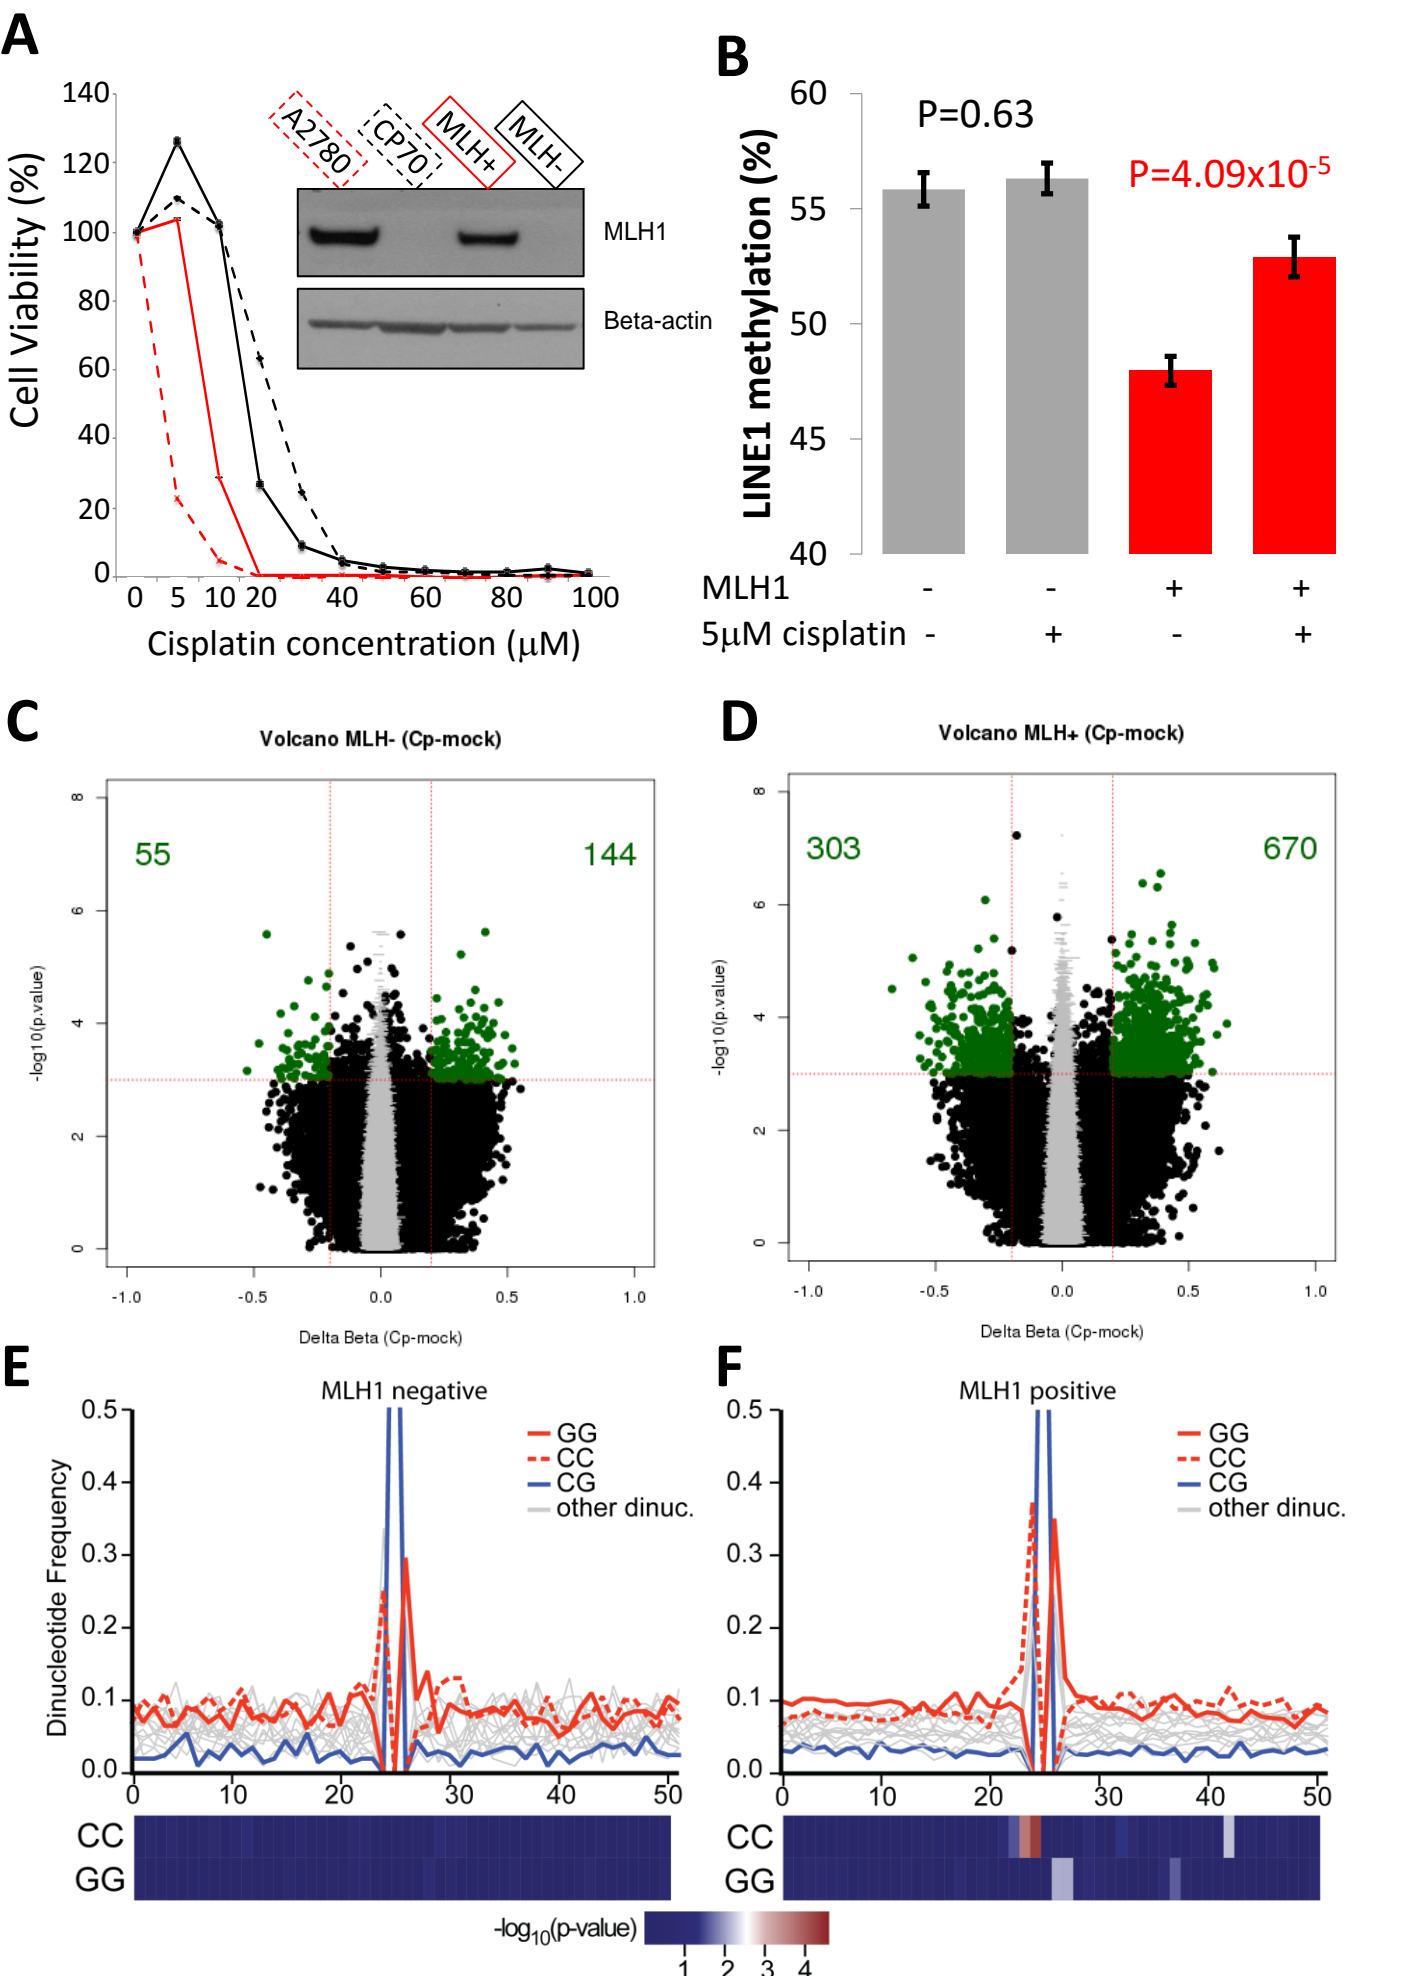 A
140
120
100
80
60
40
20
0
Cell Viability (%)
0 5 10 20 40 60 80 100
Cisplatin concentration (μM)
A2780
CP70
MLH+
MLH-
MLH1
Beta-actin
B
60
55
50
45
40
LINE1 methylation (%)
P=0.63
P=4.09x10-5
MLH1 - - + +
5μM cisplatin - + - +
C
Volcano MLH- (Cp-mock)
55
144
8
6
4
2
0
-log10(p.value)
-1.0 -0.5 0.0 0.5 1.0
Delta Beta (Cp-mock)
D
Volcano MLH+ (Cp-mock)
303
670
8
6
4
2
0
-log10(p.value)
-1.0 -0.5 0.0 0.5 1.0
Delta Beta (Cp-mock)
E
MLH1 negative
0.5
0.4
0.3
0.2
0.1
0.0
Dinucleotide Frequency
GG
CC
CG
other dinuc.
0 10 20 30 40 50
CC
GG
F
MLH1 positive
0.5
0.4
0.3
0.2
0.1
0.0
GG
CC
CG
other dinuc.
0 10 20 30 40 50
CC
GG
-log10(p-value)
1 2 3 4